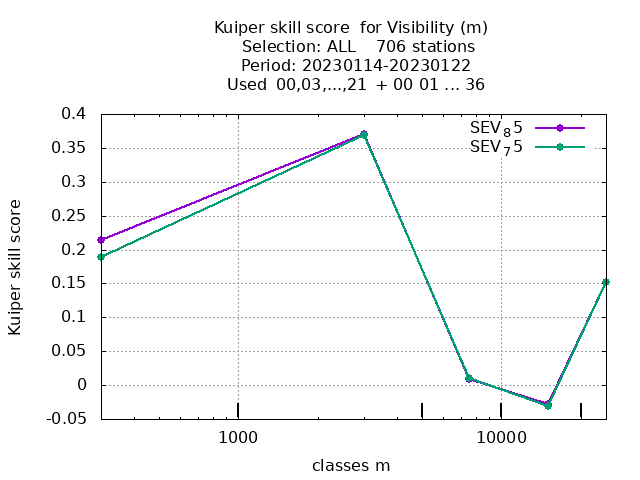 Kuiper skill score  for Visibility (m)
Selection: ALL    706 stations
Period: 20230114-20230122
Used  00,03,...,21  + 00 01 ... 36
0.4
0.35
0.3
0.25
0.2
0.15
0.1
0.05
0
-0.05
Kuiper skill score
SEV₈5
SEV₇5
1000
10000
classes m